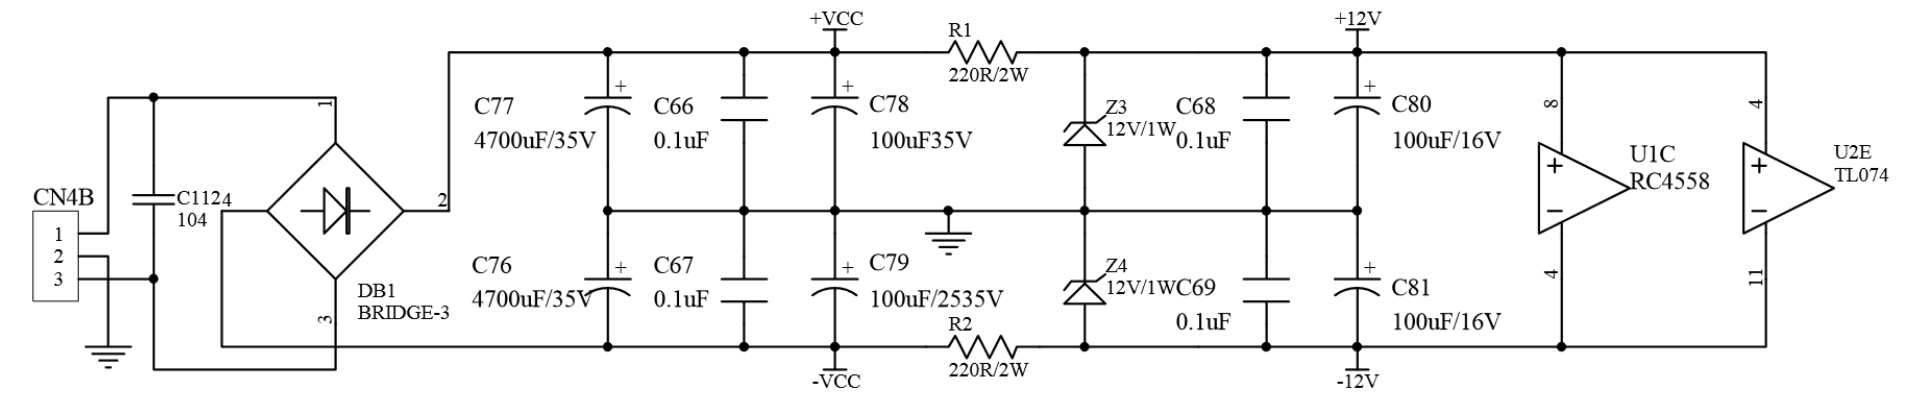 +VCC
+12V
R1
220R/2W
C77
4700uF/35V
C66
0.1uF
C78
100uF35V
Z3
12V/1W
C68
0.1uF
C80
100uF/16V
8
4
1
U1C
RC4558
U2E
TL074
CN4B
1
2
3
C1124
104
2
C76
4700uF/35V
C67
0.1uF
C79
100uF/2535V
Z4
12V/1W
C69
0.1uF
C81
100uF/16V
4
11
DB1
BRIDGE-3
3
R2
220R/2W
-VCC
-12V